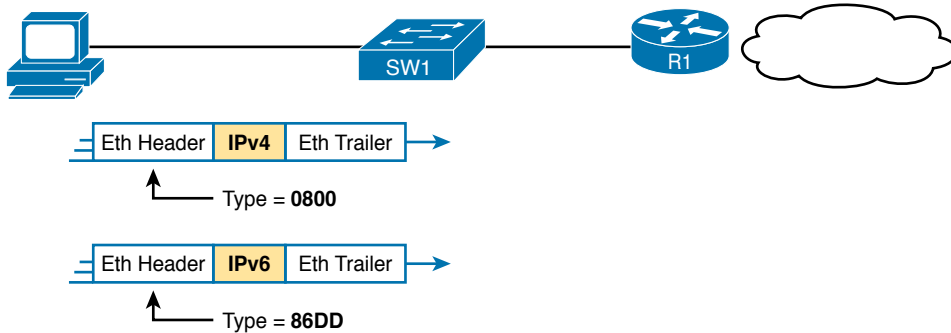 SW1
R1
Eth Header IPv4 Eth Trailer
Type = 0800
Eth Header IPv6 Eth Trailer
Type = 86DD